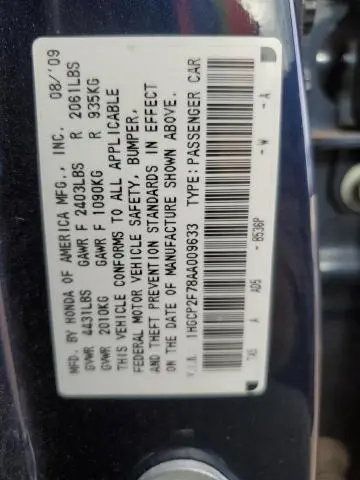 MFD. BY HONDA OF AMERICA MFG., INC. 08/'09
GVWR 4431LBS GAWR F 2403LBS R 2061LBS
GVWR 2010KG GAWR F 1090KG R 935KG
THIS VEHICLE CONFORMS TO ALL APPLICABLE
FEDERAL MOTOR VEHICLE SAFETY, BUMPER,
AND THEFT PREVENTION STANDARDS IN EFFECT
ON THE DATE OF MANUFACTURE SHOWN ABOVE.
V.I.N. 1HGCP2F78AA009633 TYPE: PASSENGER CAR
A AD5 - B536P - W - A